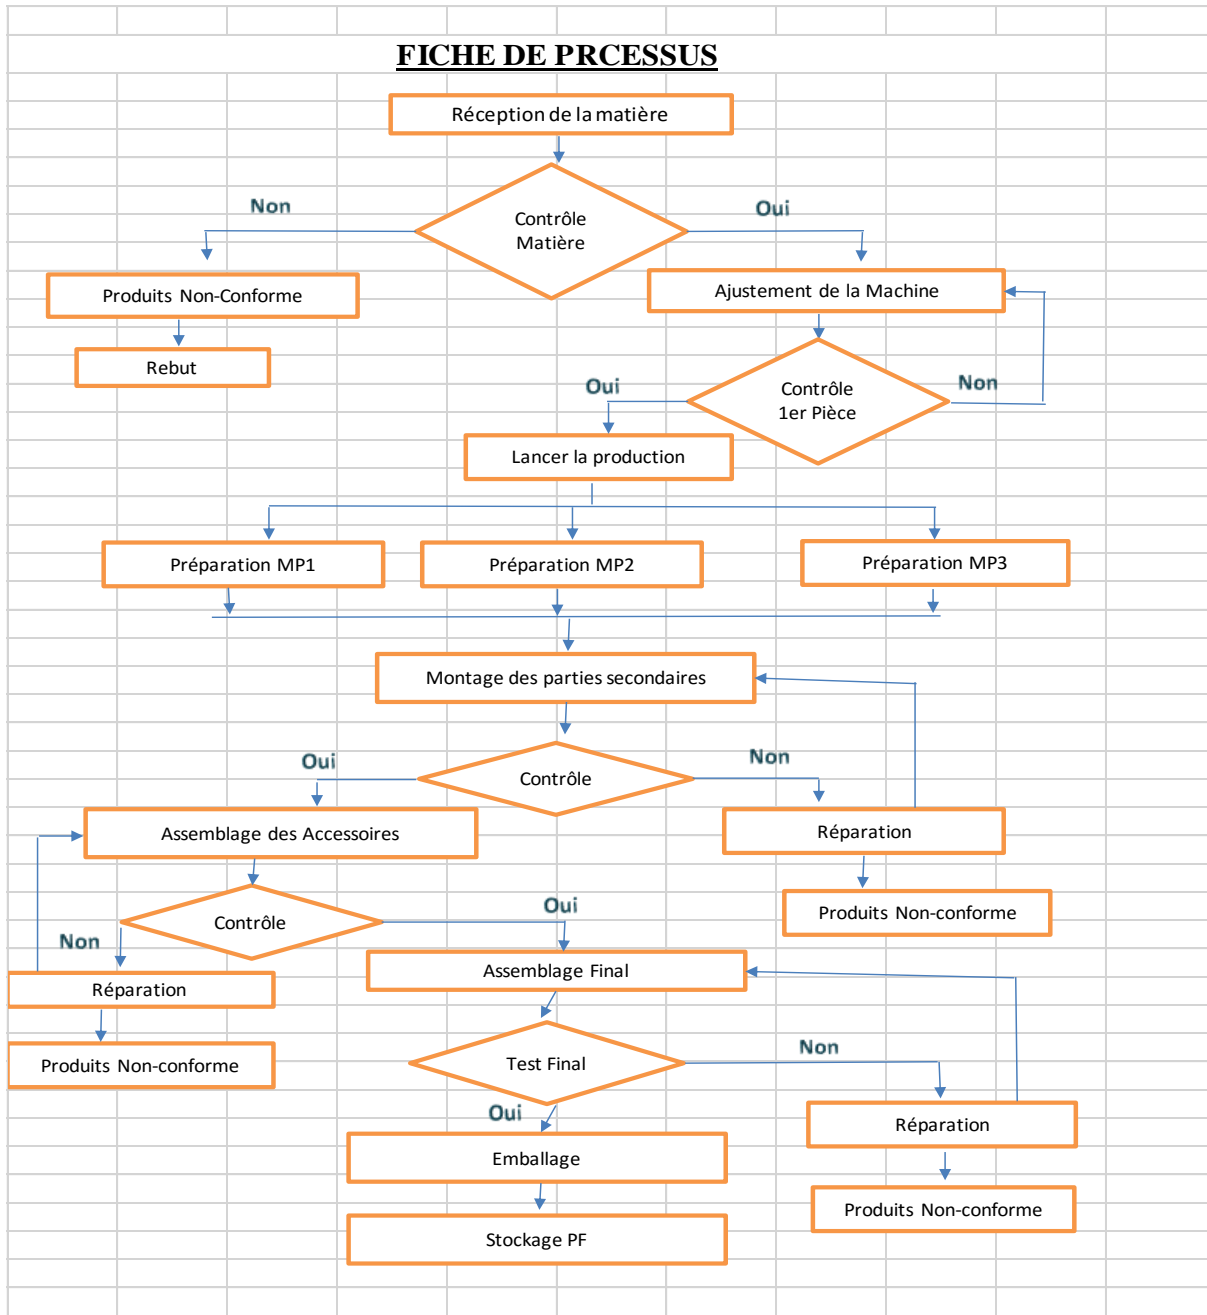 FICHE DE PRCESSUS
Réception de la matière
Non
Oui
Contrôle
Matière
Produits Non-Conforme
Ajustement de la Machine
Rebut
Oui
Contrôle
1er Pièce
Non
Lancer la production
Préparation MP1
Préparation MP2
Préparation MP3
Montage des parties secondaires
Oui
Contrôle
Non
Assemblage des Accessoires
Réparation
Contrôle
Oui
Produits Non-conforme
Non
Assemblage Final
Réparation
Produits Non-conforme
Test Final
Non
Oui
Réparation
Emballage
Produits Non-conforme
Stockage PF